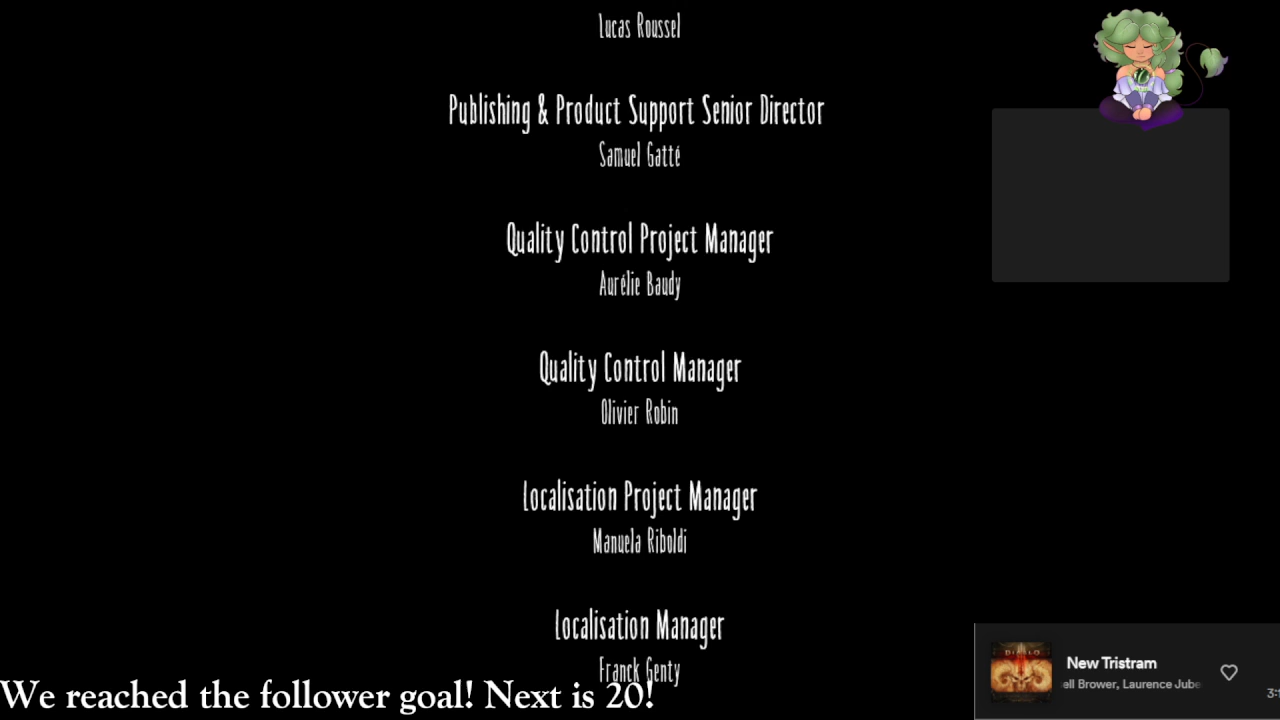 Lucas Roussel
Publishing & Product Support Senior Director
Samuel Gatté
Quality Control Project Manager
Aurélie Baudy
Quality Control Manager
Olivier Robin
Localisation Project Manager
Manuela Riboldi
Localisation Manager
Franck Genty
We reached the follower goal! Next is 20!
DIABLO
New Tristram
ell Brower, Laurence Jube